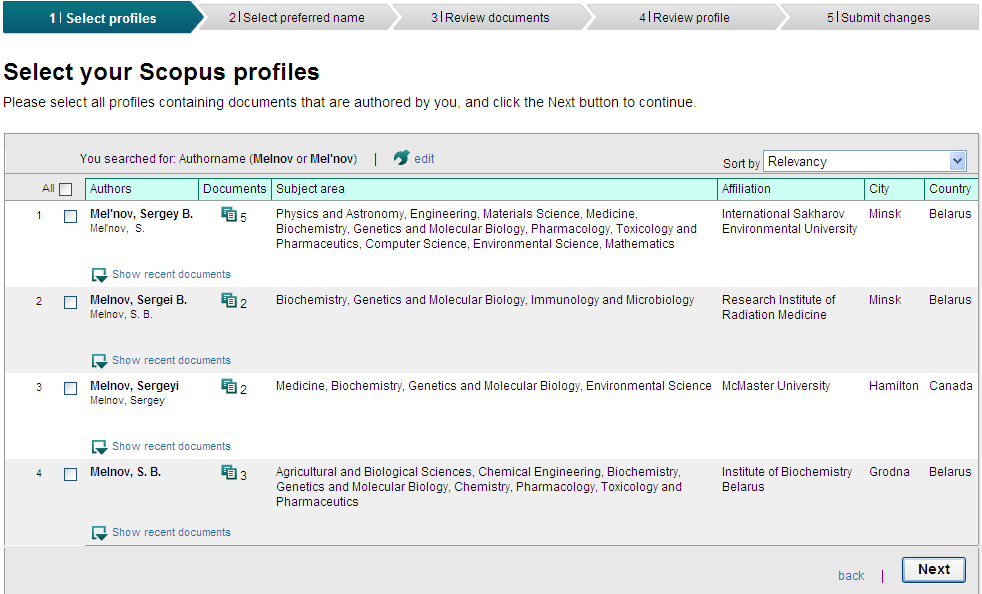 1 | Select profiles
2 | Select preferred name
3 | Review documents
4 | Review profile
5 | Submit changes
Select your Scopus profiles
Please select all profiles containing documents that are authored by you, and click the Next button to continue.
You searched for: Authorname (Melnov or Mel'nov) | edit
Sort by Relevancy
All Authors Documents Subject area Affiliation City Country
1 Mel'nov, Sergey B. 5 Physics and Astronomy, Engineering, Materials Science, Medicine, International Sakharov Minsk Belarus
Mel'nov, S. Biochemistry, Genetics and Molecular Biology, Pharmacology, Toxicology and Environmental University
Pharmaceutics, Computer Science, Environmental Science, Mathematics
Show recent documents
2 Melnov, Sergei B. 2 Biochemistry, Genetics and Molecular Biology, Immunology and Microbiology Research Institute of Minsk Belarus
Melnov, S. B. Radiation Medicine
Show recent documents
3 Melnov, Sergeyi 2 Medicine, Biochemistry, Genetics and Molecular Biology, Environmental Science McMaster University Hamilton Canada
Melnov, Sergey
Show recent documents
4 Melnov, S. B. 3 Agricultural and Biological Sciences, Chemical Engineering, Biochemistry, Institute of Biochemistry Grodna Belarus
Genetics and Molecular Biology, Chemistry, Pharmacology, Toxicology and Belarus
Pharmaceutics
Show recent documents
back | Next